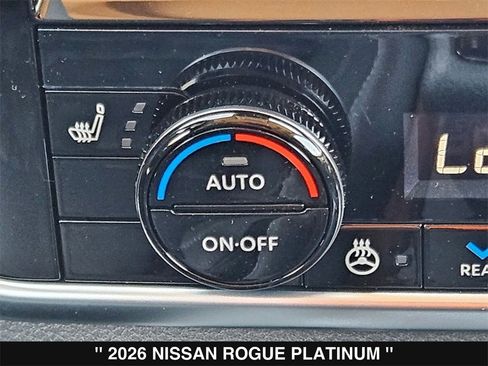 AUTO
ON·OFF
" 2026 NISSAN ROGUE PLATINUM "